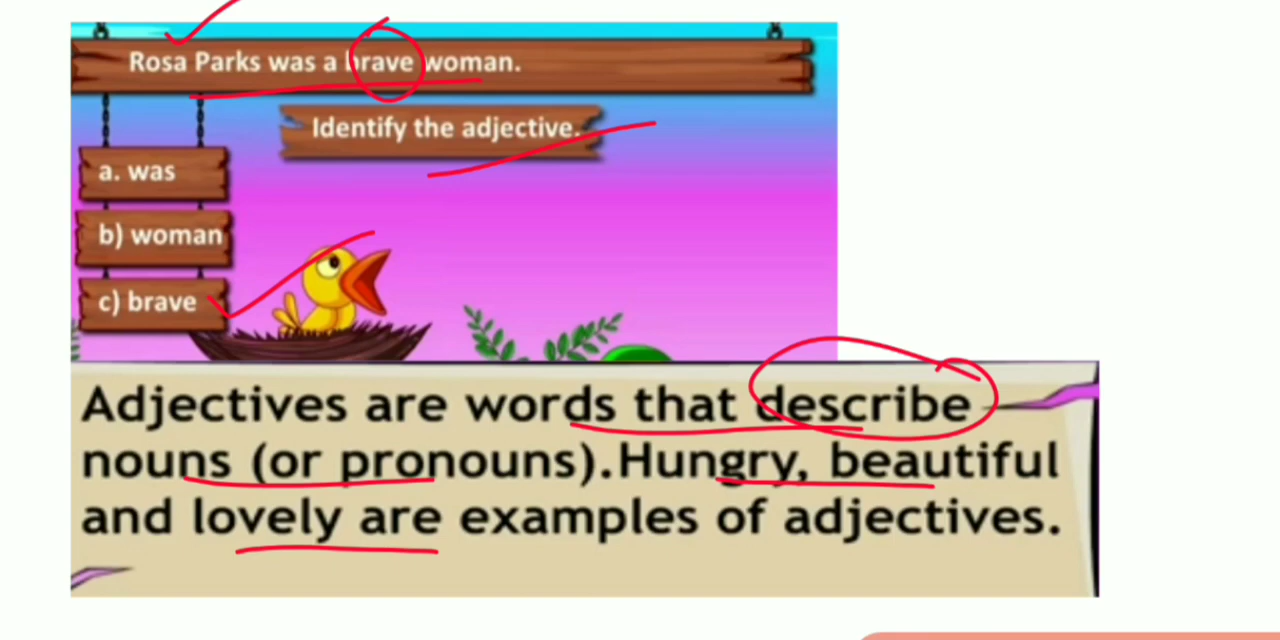 Rosa Parks was a brave woman.
Identify the adjective.
a. was
b) woman
c) brave
Adjectives are words that describe
nouns (or pronouns).Hungry, beautiful
and lovely are examples of adjectives.